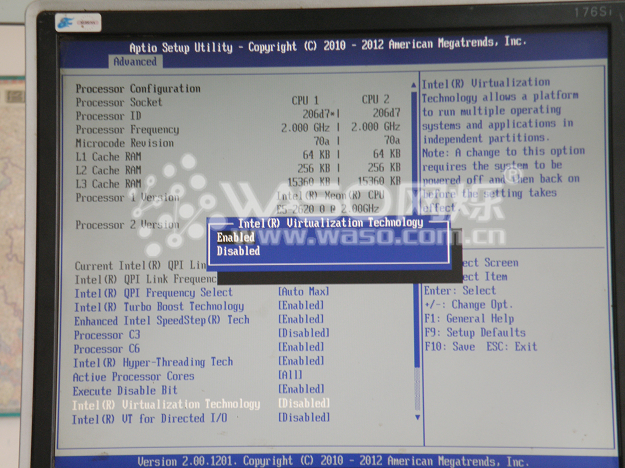 176Si
Aptio Setup Utility - Copyright (C) 2010 - 2012 American Megatrends, Inc.
Advanced
Processor Configuration
Processor Socket CPU 1 CPU 2
Processor ID 206d7*| 206d7
Processor Frequency 2.000 GHz | 2.000 GHz
Microcode Revision 70a | 70a
L1 Cache RAM 64 KB | 64 KB
L2 Cache RAM 256 KB | 256 KB
L3 Cache RAM 15360 KB | 15360 KB
Processor 1 Version Intel(R) Xeon(R) CPU
E5-2620 0 @ 2.00GHz
Processor 2 Version
Intel(R) Virtualization Technology
Enabled
Disabled
Current Intel(R) QPI Lin
Intel(R) QPI Link Frequenc
Intel(R) QPI Frequency Select [Auto Max]
Intel(R) Turbo Boost Technology [Enabled]
Enhanced Intel SpeedStep(R) Tech [Enabled]
Processor C3 [Disabled]
Processor C6 [Enabled]
Intel(R) Hyper-Threading Tech [Enabled]
Active Processor Cores [All]
Execute Disable Bit [Enabled]
Intel(R) Virtualization Technology [Disabled]
Intel(R) VT for Directed I/O [Disabled]
Intel(R) Virtualization
Technology allows a platform
to run multiple operating
systems and applications in
independent partitions.
Note: A change to this option
requires the system to be
powered off and then back on
before the setting takes
effect.
ect Screen
ect Item
Enter: Select
+/-: Change Opt.
F1: General Help
F9: Setup Defaults
F10: Save ESC: Exit
Version 2.00.1201. Copyright (C) 2010 - 2012 American Megatrends, Inc.
WASO 网烁 ®
www.waso.com.cn